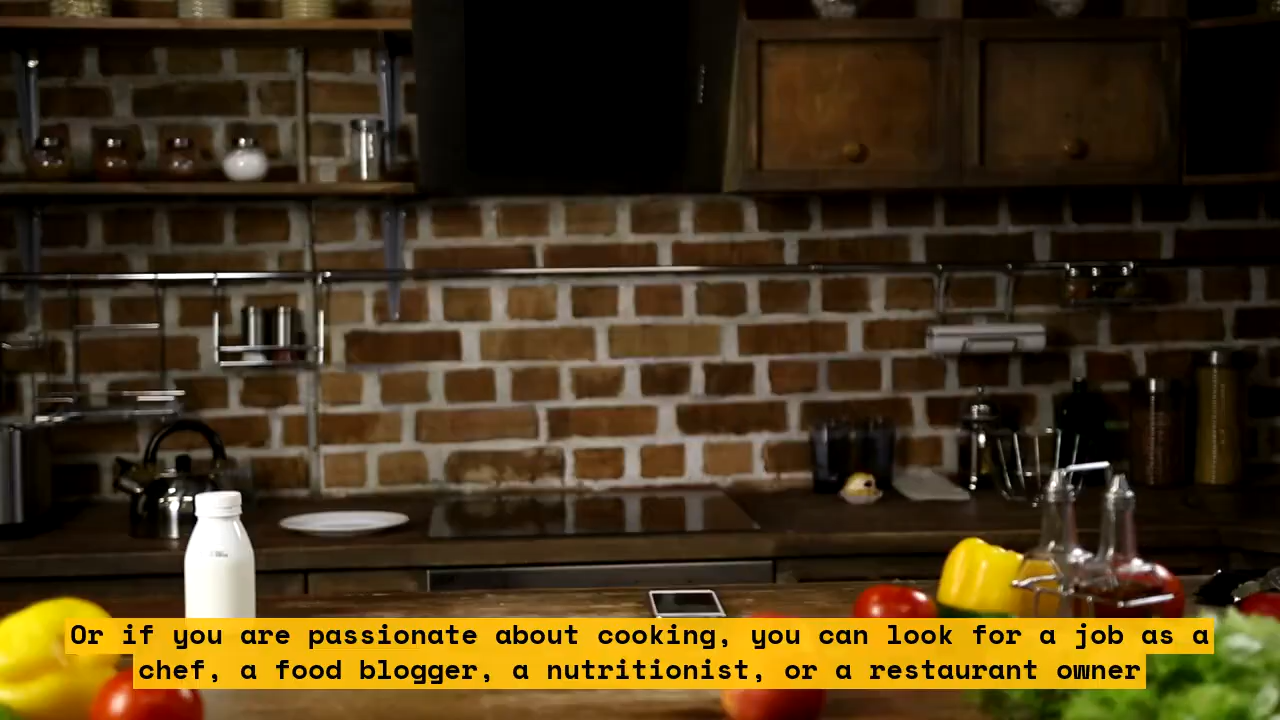 Or if you are passionate about cooking, you can look for a job as a
chef, a food blogger, a nutritionist, or a restaurant owner